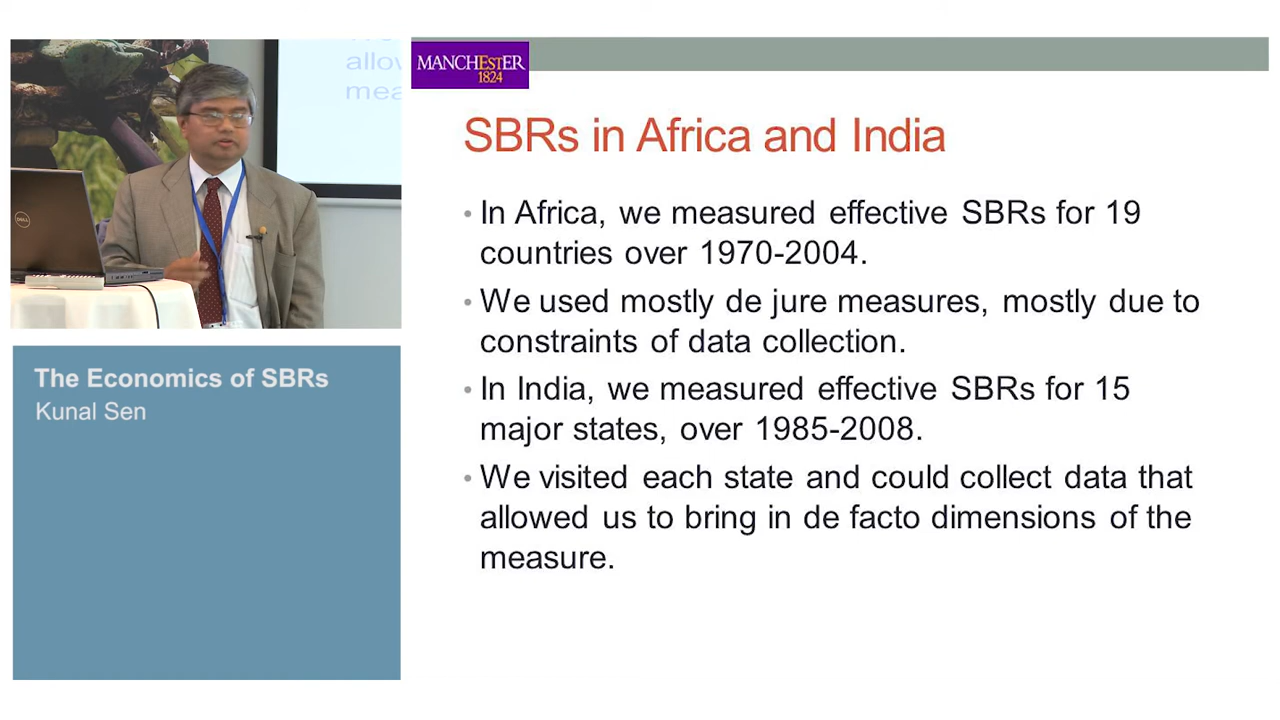 allow
mea
MANCHESTER
1824
DELL
SBRs in Africa and India
• In Africa, we measured effective SBRs for 19
countries over 1970-2004.
• We used mostly de jure measures, mostly due to
constraints of data collection.
• In India, we measured effective SBRs for 15
major states, over 1985-2008.
• We visited each state and could collect data that
allowed us to bring in de facto dimensions of the
measure.
The Economics of SBRs
Kunal Sen